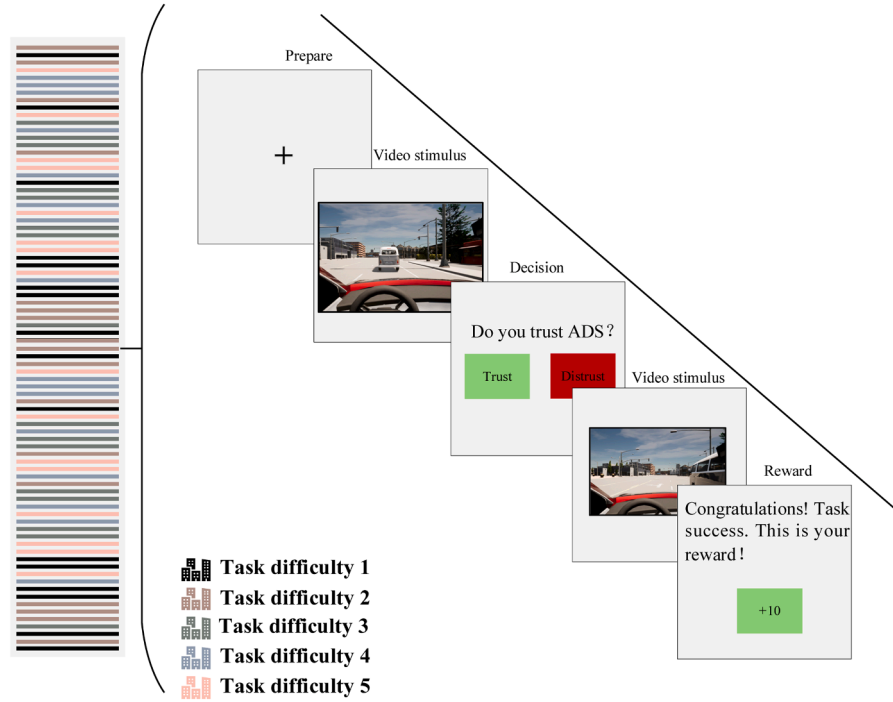 Prepare
+
Video stimulus
Decision
Do you trust ADS?
Trust
Distrust
Video stimulus
Reward
Congratulations! Task
success. This is your
reward!
+10
Task difficulty 1
Task difficulty 2
Task difficulty 3
Task difficulty 4
Task difficulty 5